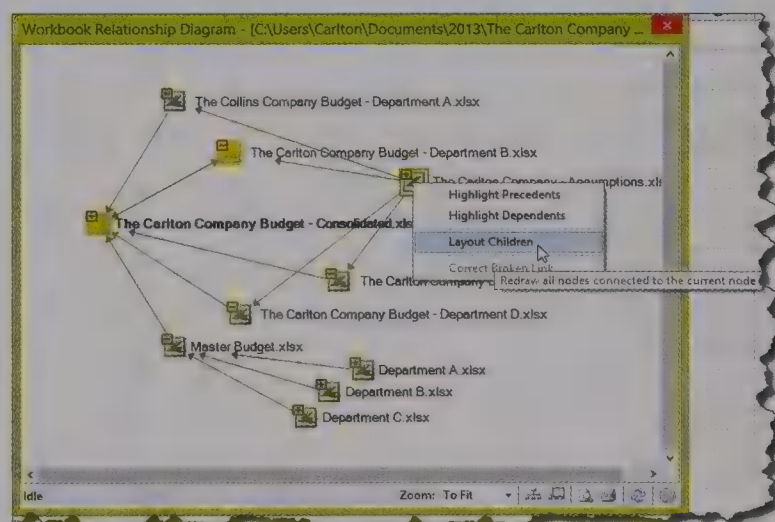 Workbook Relationship Diagram - [C:\Users\Carlton\Documents\2013\The Carlton Company ...
The Collins Company Budget - Department A.xlsx
The Carlton Company Budget - Department B.xlsx
The Carlton Company - Assumptions.xls
Highlight Precedents
Highlight Dependents
The Carlton Company Budget - Consolidated.xls
Layout Children
Correct Broken Link
The Carlton Company
Redraw all nodes connected to the current node
The Carlton Company Budget - Department D.xlsx
Master Budget.xlsx
Department A.xlsx
Department B.xlsx
Department C.xlsx
Idle
Zoom: To Fit